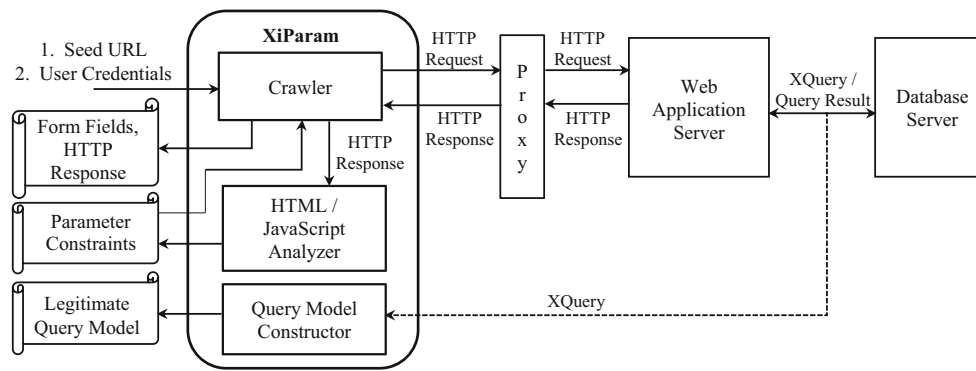 XiParam
1. Seed URL
2. User Credentials
Crawler
HTTP
Request
HTTP
Response
P
r
o
x
y
HTTP
Request
HTTP
Response
Web
Application
Server
XQuery /
Query Result
Database
Server
Form Fields,
HTTP
Response
HTTP
Response
Parameter
Constraints
HTML /
JavaScript
Analyzer
Legitimate
Query Model
Query Model
Constructor
XQuery